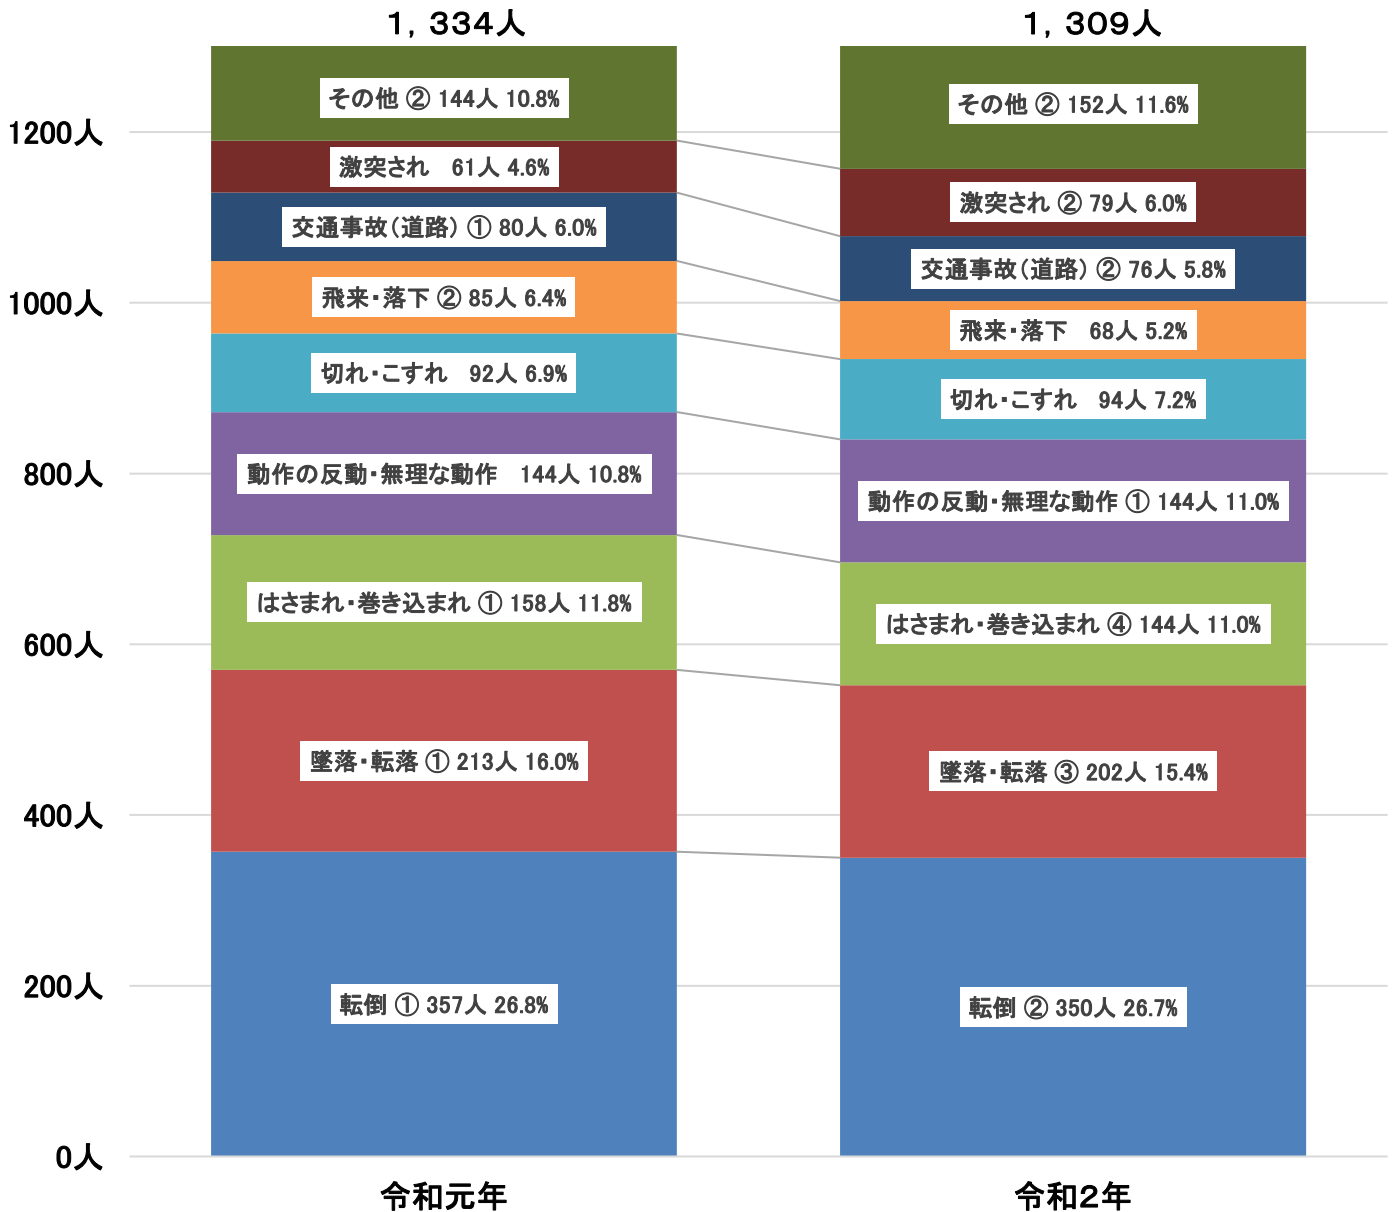 1，334人
1，309人
1200人
1000人
800人
600人
400人
200人
0人
その他 ② 144人 10.8%
激突され　61人 4.6%
交通事故（道路） ① 80人 6.0%
飛来・落下 ② 85人 6.4%
切れ・こすれ　92人 6.9%
動作の反動・無理な動作　144人 10.8%
はさまれ・巻き込まれ ① 158人 11.8%
墜落・転落 ① 213人 16.0%
転倒 ① 357人 26.8%
その他 ② 152人 11.6%
激突され ② 79人 6.0%
交通事故（道路） ② 76人 5.8%
飛来・落下　68人 5.2%
切れ・こすれ　94人 7.2%
動作の反動・無理な動作 ① 144人 11.0%
はさまれ・巻き込まれ ④ 144人 11.0%
墜落・転落 ③ 202人 15.4%
転倒 ② 350人 26.7%
令和元年
令和２年